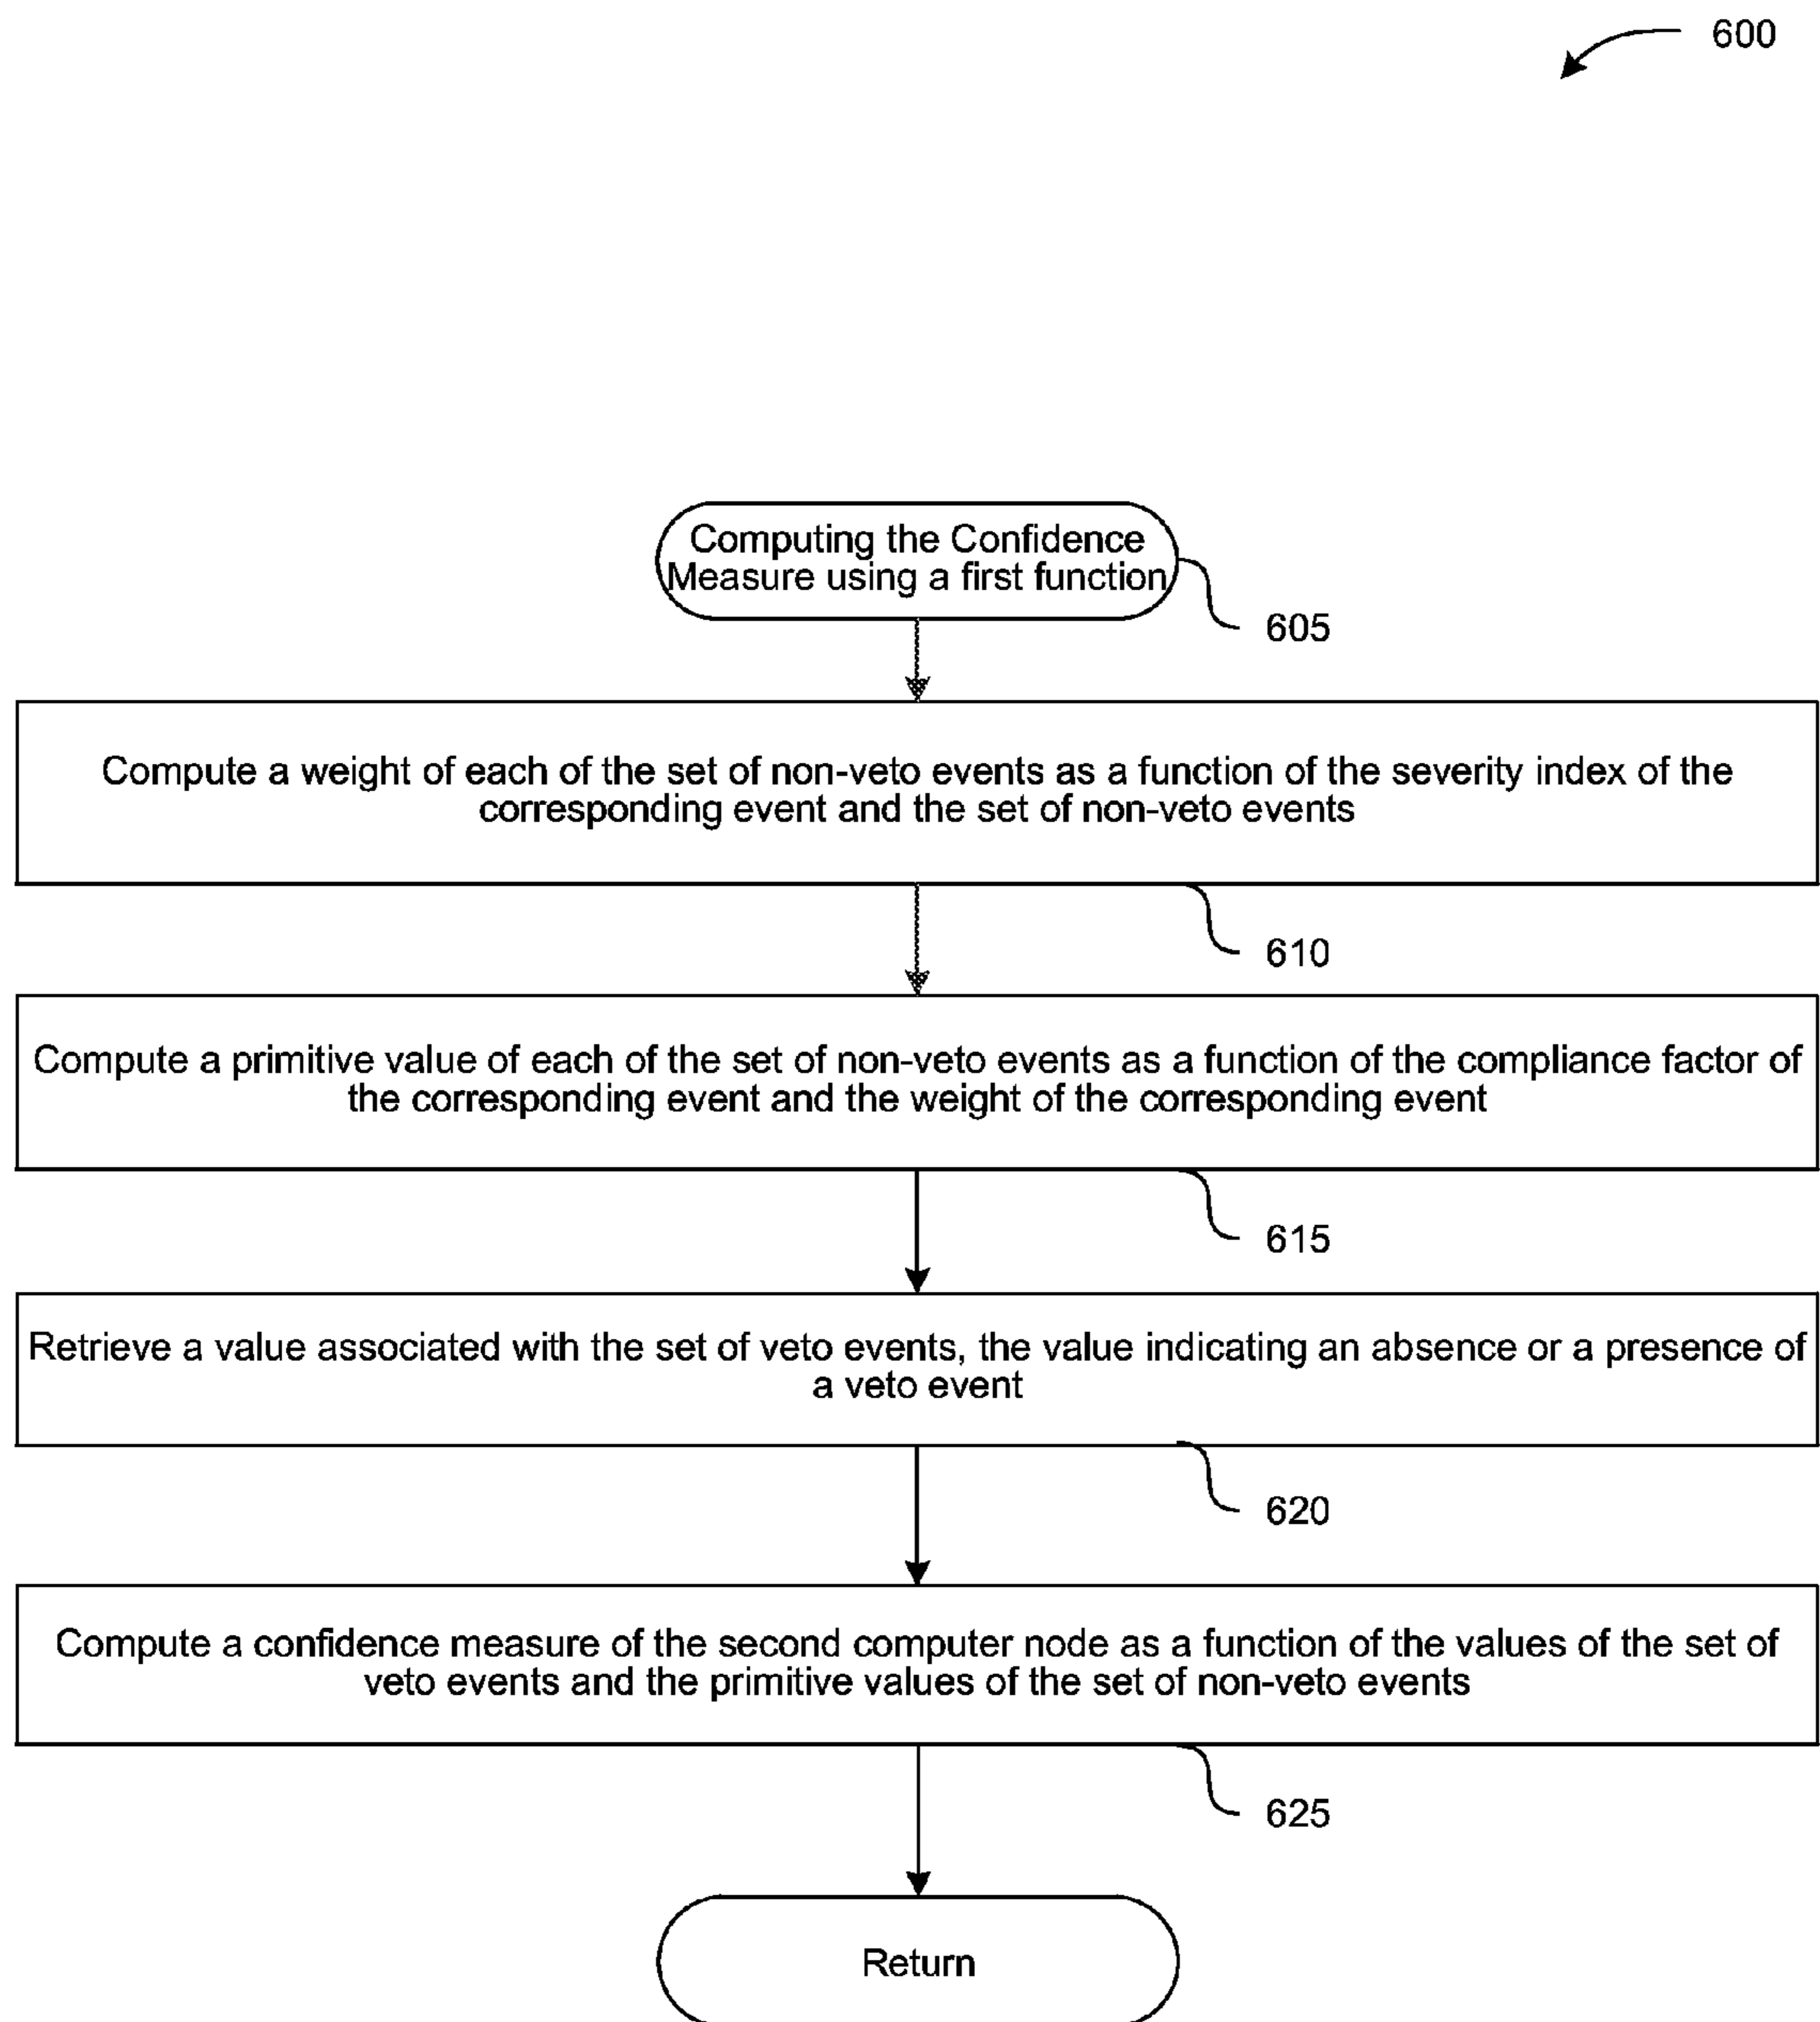 600
Computing the Confidence
Measure using a first function
605
Compute a weight of each of the set of non-veto events as a function of the severity index of the
corresponding event and the set of non-veto events
610
Compute a primitive value of each of the set of non-veto events as a function of the compliance factor of
the corresponding event and the weight of the corresponding event
615
Retrieve a value associated with the set of veto events, the value indicating an absence or a presence of
a veto event
620
Compute a confidence measure of the second computer node as a function of the values of the set of
veto events and the primitive values of the set of non-veto events
625
Return